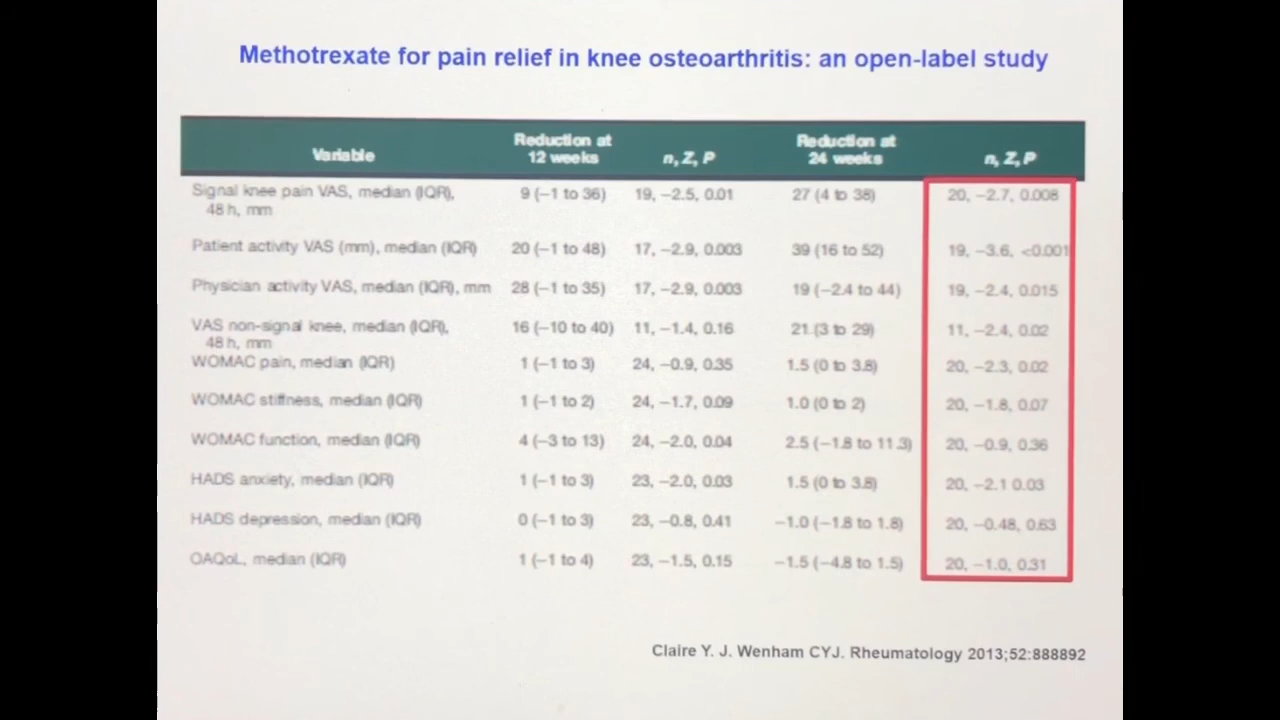 Methotrexate for pain relief in knee osteoarthritis: an open-label study
Variable Reduction at 12 weeks n, Z, P Reduction at 24 weeks n, Z, P
Signal knee pain VAS, median (IQR), 48 h, mm 9 (−1 to 36) 19, −2.5, 0.01 27 (4 to 38) 20, −2.7, 0.008
Patient activity VAS (mm), median (IQR) 20 (−1 to 48) 17, −2.9, 0.003 39 (16 to 52) 19, −3.6, <0.001
Physician activity VAS, median (IQR), mm 28 (−1 to 35) 17, −2.9, 0.003 19 (−2.4 to 44) 19, −2.4, 0.015
VAS non-signal knee, median (IQR), 48 h, mm 16 (−10 to 40) 11, −1.4, 0.16 21 (3 to 29) 11, −2.4, 0.02
WOMAC pain, median (IQR) 1 (−1 to 3) 24, −0.9, 0.35 1.5 (0 to 3.8) 20, −2.3, 0.02
WOMAC stiffness, median (IQR) 1 (−1 to 2) 24, −1.7, 0.09 1.0 (0 to 2) 20, −1.8, 0.07
WOMAC function, median (IQR) 4 (−3 to 13) 24, −2.0, 0.04 2.5 (−1.8 to 11.3) 20, −0.9, 0.36
HADS anxiety, median (IQR) 1 (−1 to 3) 23, −2.0, 0.03 1.5 (0 to 3.8) 20, −2.1 0.03
HADS depression, median (IQR) 0 (−1 to 3) 23, −0.8, 0.41 −1.0 (−1.8 to 1.8) 20, −0.48, 0.63
OAQoL, median (IQR) 1 (−1 to 4) 23, −1.5, 0.15 −1.5 (−4.8 to 1.5) 20, −1.0, 0.31
Claire Y. J. Wenham CYJ. Rheumatology 2013;52:888892